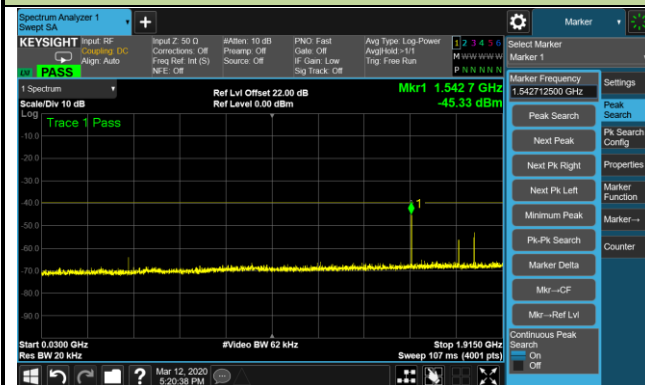 Spectrum Analyzer 1
Swept SA
Marker
KEYSIGHT Input: RF
Coupling: DC
Align: Auto
Input Z: 50 Ω
Corrections: Off
Freq Ref: Int (S)
NFE: Off
#Atten: 10 dB
Preamp: Off
Source: Off
PNO: Fast
Gate: Off
IF Gain: Low
Sig Track: Off
Avg Type: Log-Power
Avg|Hold:>1/1
Trig: Free Run
1 2 3 4 5 6
M W W W W W
P N N N N N
LW PASS
Select Marker
Marker 1
1 Spectrum
Scale/Div 10 dB
Ref Lvl Offset 22.00 dB
Ref Level 0.00 dBm
Mkr1 1.542 7 GHz
-45.33 dBm
Log
Trace 1 Pass
-10.0
-20.0
-30.0
-40.0
-50.0
-60.0
-70.0
-80.0
-90.0
1
Start 0.0300 GHz
Res BW 20 kHz
#Video BW 62 kHz
Stop 1.9150 GHz
Sweep 107 ms (4001 pts)
Marker Frequency
1.542712500 GHz
Peak Search
Next Peak
Next Pk Right
Next Pk Left
Minimum Peak
Pk-Pk Search
Marker Delta
Mkr→CF
Mkr→Ref Lvl
Continuous Peak
Search
On
Off
Settings
Peak
Search
Pk Search
Config
Properties
Marker
Function
Marker→
Counter
Mar 12, 2020
5:20:38 PM